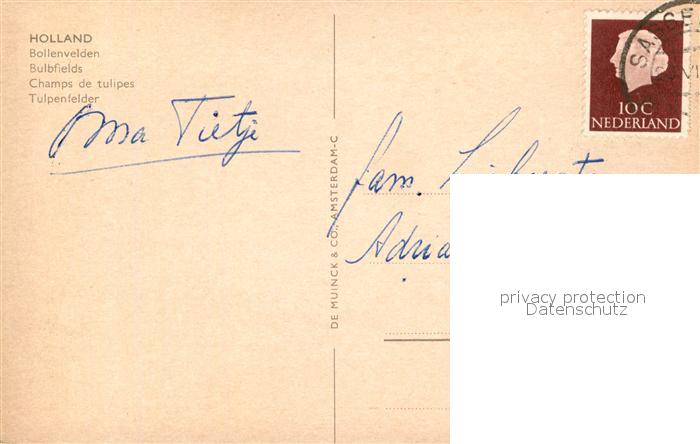 HOLLAND
Bollenvelden
Bulbfields
Champs de tulipes
Tulpenfelder
Oma Tietje
DE MUINCK & CO., AMSTERDAM-C
10 C
NEDERLAND
Fam.
Adria
privacy protection
Datenschutz